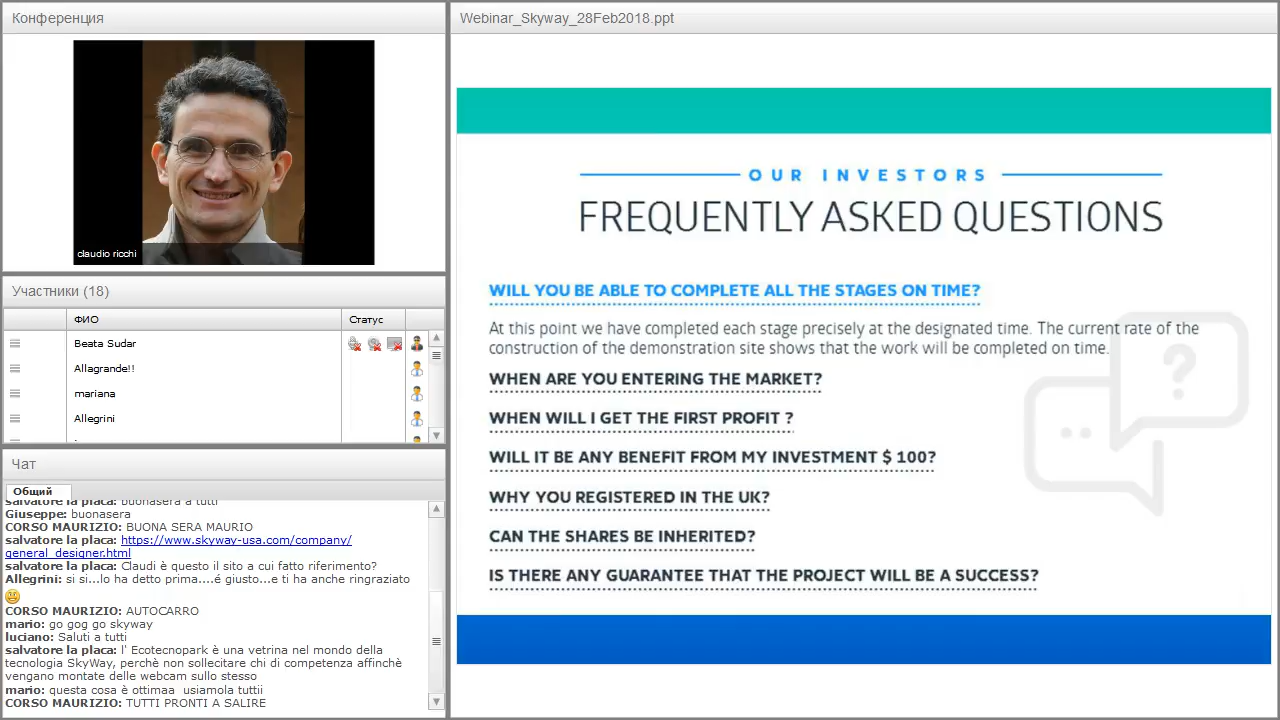 Конференция
claudio ricchi
Участники (18)
ФИО
Статус
Beata Sudar
Allagrande!!
mariana
Allegrini
Чат
Общий
salvatore la placa: buonasera a tutti
Giuseppe: buonasera
CORSO MAURIZIO: BUONA SERA MAURIO
salvatore la placa: https://www.skyway-usa.com/company/
general_designer.html
salvatore la placa: Claudi è questo il sito a cui fatto riferimento?
Allegrini: si si...lo ha detto prima....é giusto...e ti ha anche ringraziato
CORSO MAURIZIO: AUTOCARRO
mario: go gog go skyway
luciano: Saluti a tutti
salvatore la placa: l' Ecotecnopark è una vetrina nel mondo della
tecnologia SkyWay, perchè non sollecitare chi di competenza affinchè
vengano montate delle webcam sullo stesso
mario: questa cosa è ottimaa usiamola tuttii
CORSO MAURIZIO: TUTTI PRONTI A SALIRE
Webinar_Skyway_28Feb2018.ppt
OUR INVESTORS
FREQUENTLY ASKED QUESTIONS
WILL YOU BE ABLE TO COMPLETE ALL THE STAGES ON TIME?
At this point we have completed each stage precisely at the designated time. The current rate of the
construction of the demonstration site shows that the work will be completed on time.
WHEN ARE YOU ENTERING THE MARKET?
WHEN WILL I GET THE FIRST PROFIT ?
WILL IT BE ANY BENEFIT FROM MY INVESTMENT $ 100?
WHY YOU REGISTERED IN THE UK?
CAN THE SHARES BE INHERITED?
IS THERE ANY GUARANTEE THAT THE PROJECT WILL BE A SUCCESS?